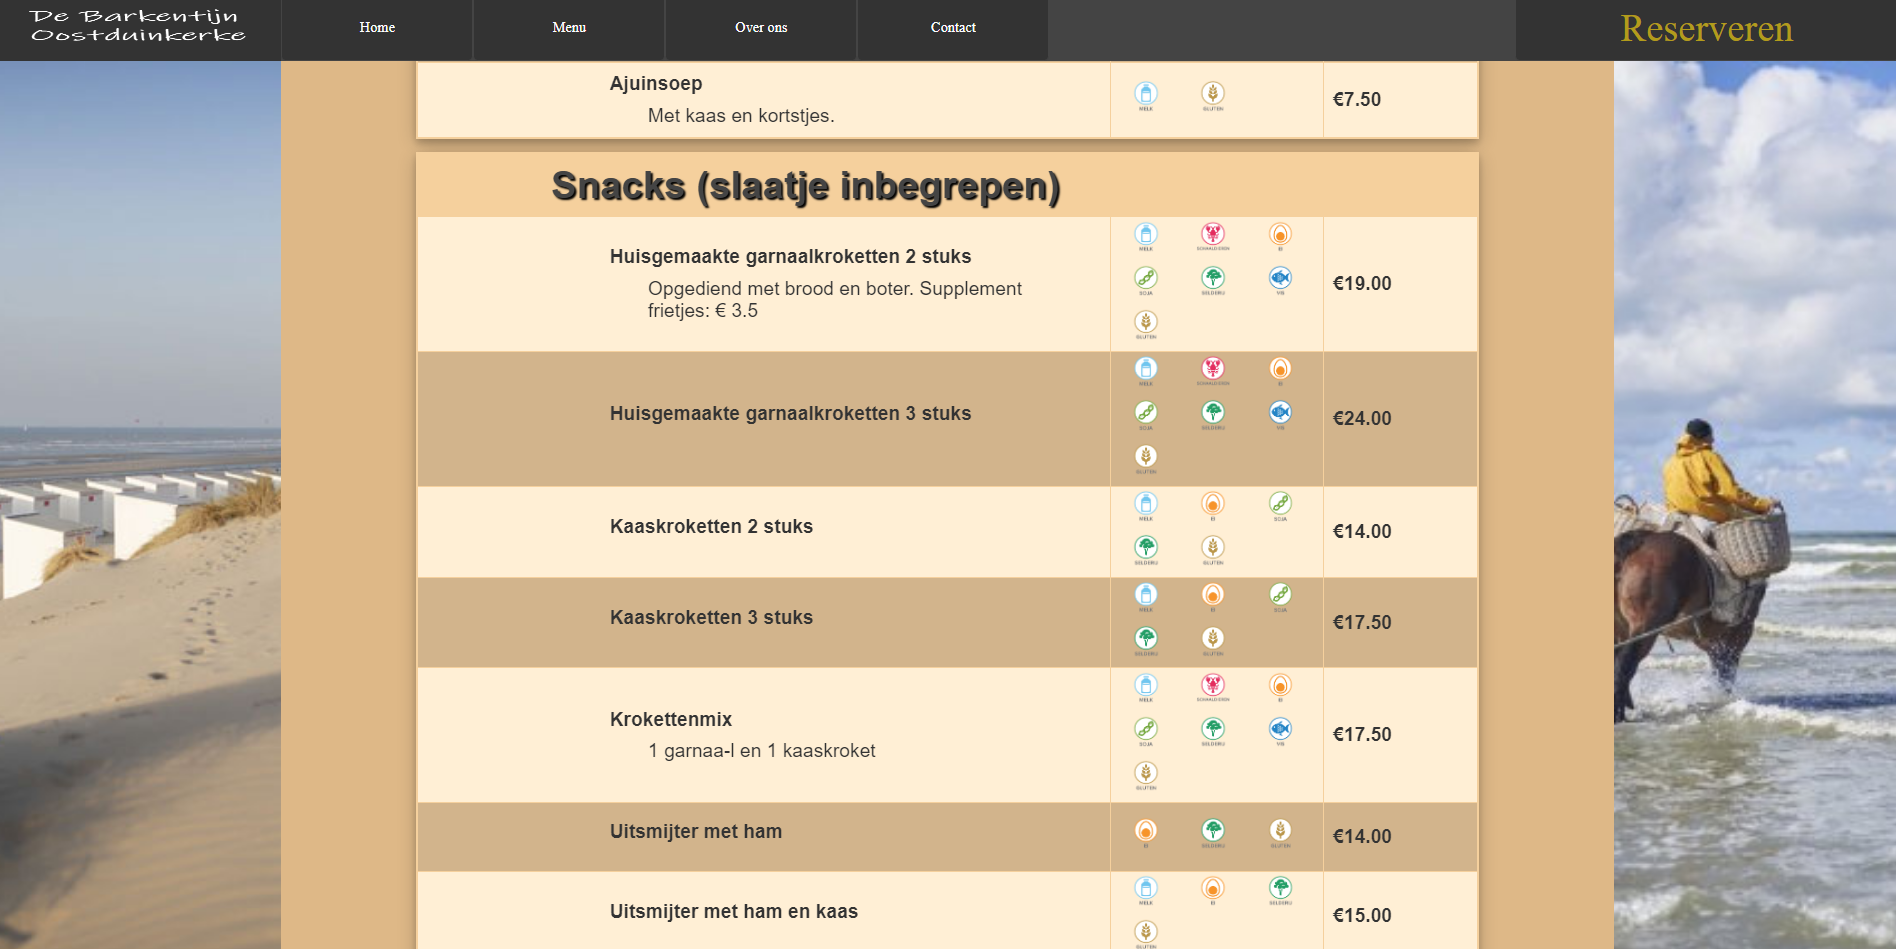 De Barkentijn
Oostduinkerke
Home
Menu
Over ons
Contact
Reserveren
Ajuinsoep
Met kaas en kortstjes.
MELK
GLUTEN
€7.50
Snacks (slaatje inbegrepen)
Huisgemaakte garnaalkroketten 2 stuks
Opgediend met brood en boter. Supplement
frietjes: € 3.5
MELK
SCHAALDIEREN
EI
SOJA
SELDERIJ
VIS
GLUTEN
€19.00
Huisgemaakte garnaalkroketten 3 stuks
MELK
SCHAALDIEREN
EI
SOJA
SELDERIJ
VIS
GLUTEN
€24.00
Kaaskroketten 2 stuks
MELK
EI
SOJA
SELDERIJ
GLUTEN
€14.00
Kaaskroketten 3 stuks
MELK
EI
SOJA
SELDERIJ
GLUTEN
€17.50
Krokettenmix
1 garnaa-l en 1 kaaskroket
MELK
SCHAALDIEREN
EI
SOJA
SELDERIJ
VIS
GLUTEN
€17.50
Uitsmijter met ham
EI
SELDERIJ
GLUTEN
€14.00
Uitsmijter met ham en kaas
MELK
EI
SELDERIJ
€15.00